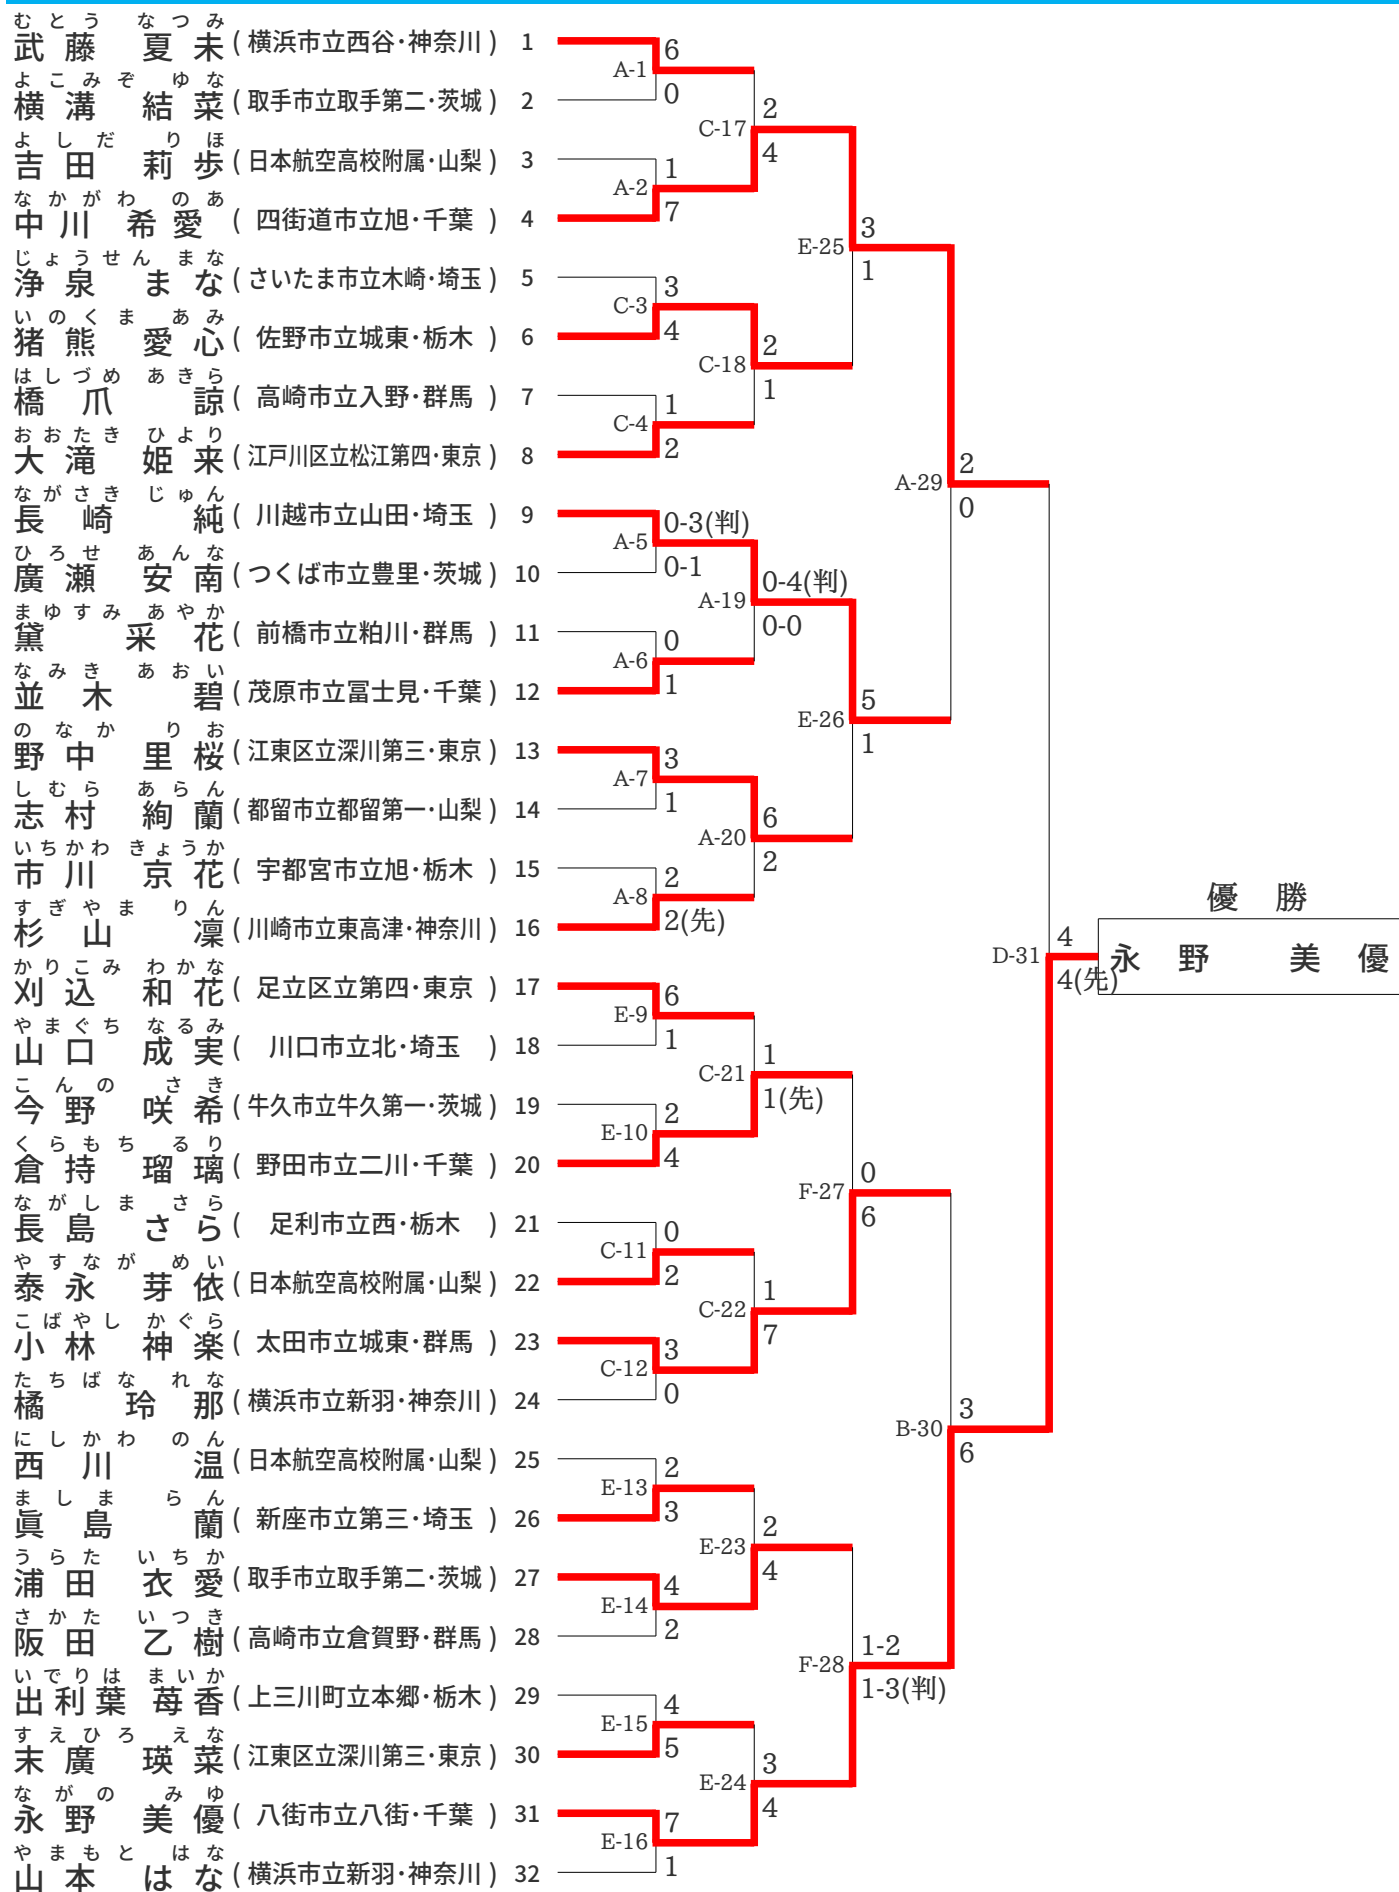 むとう なつみ
武藤 夏未 ( 横浜市立西谷・神奈川 ) 1
よこみぞ ゆな
横溝 結菜 ( 取手市立取手第二・茨城 ) 2
よしだ りほ
吉田 莉歩 ( 日本航空高校附属・山梨 ) 3
なかがわ のあ
中川 希愛 ( 四街道市立旭・千葉 ) 4
じょうせん まな
浄泉 まな ( さいたま市立木崎・埼玉 ) 5
いのくま あみ
猪熊 愛心 ( 佐野市立城東・栃木 ) 6
はしづめ あきら
橋爪 諒 ( 高崎市立入野・群馬 ) 7
おおたき ひより
大滝 姫来 ( 江戸川区立松江第四・東京 ) 8
ながさき じゅん
長崎 純 ( 川越市立山田・埼玉 ) 9
ひろせ あんな
廣瀬 安南 ( つくば市立豊里・茨城 ) 10
まゆすみ あやか
黛 采花 ( 前橋市立粕川・群馬 ) 11
なみき あおい
並木 碧 ( 茂原市立冨士見・千葉 ) 12
のなか りお
野中 里桜 ( 江東区立深川第三・東京 ) 13
しむら あらん
志村 絢蘭 ( 都留市立都留第一・山梨 ) 14
いちかわ きょうか
市川 京花 ( 宇都宮市立旭・栃木 ) 15
すぎやま りん
杉山 凜 ( 川崎市立東高津・神奈川 ) 16
かりこみ わかな
刈込 和花 ( 足立区立第四・東京 ) 17
やまぐち なるみ
山口 成実 ( 川口市立北・埼玉 ) 18
こんの さき
今野 咲希 ( 牛久市立牛久第一・茨城 ) 19
くらもち るり
倉持 瑠璃 ( 野田市立二川・千葉 ) 20
ながしま さら
長島 さら ( 足利市立西・栃木 ) 21
やすなが めい
泰永 芽依 ( 日本航空高校附属・山梨 ) 22
こばやし かぐら
小林 神楽 ( 太田市立城東・群馬 ) 23
たちばな れな
橘 玲那 ( 横浜市立新羽・神奈川 ) 24
にしかわ のん
西川 温 ( 日本航空高校附属・山梨 ) 25
ましま らん
眞島 蘭 ( 新座市立第三・埼玉 ) 26
うらた いちか
浦田 衣愛 ( 取手市立取手第二・茨城 ) 27
さかた いつき
阪田 乙樹 ( 高崎市立倉賀野・群馬 ) 28
いでりは まいか
出利葉 苺香 ( 上三川町立本郷・栃木 ) 29
すえひろ えな
末廣 瑛菜 ( 江東区立深川第三・東京 ) 30
ながの みゆ
永野 美優 ( 八街市立八街・千葉 ) 31
やまもと はな
山本 はな ( 横浜市立新羽・神奈川 ) 32
A-1 6 0
A-2 1 7
C-3 3 4
C-4 1 2
A-5 0-3(判) 0-1
A-6 0 1
A-7 3 1
A-8 2 2(先)
E-9 6 1
E-10 2 4
C-11 0 2
C-12 3 0
E-13 2 3
E-14 4 2
E-15 4 5
E-16 7 1
C-17 2 4
C-18 2 1
A-19 0-4(判) 0-0
A-20 6 2
C-21 1 1(先)
C-22 1 7
E-23 2 4
E-24 3 4
E-25 3 1
E-26 5 1
F-27 0 6
F-28 1-2 1-3(判)
A-29 2 0
B-30 3 6
D-31 4 4(先)
優勝
永野 美優